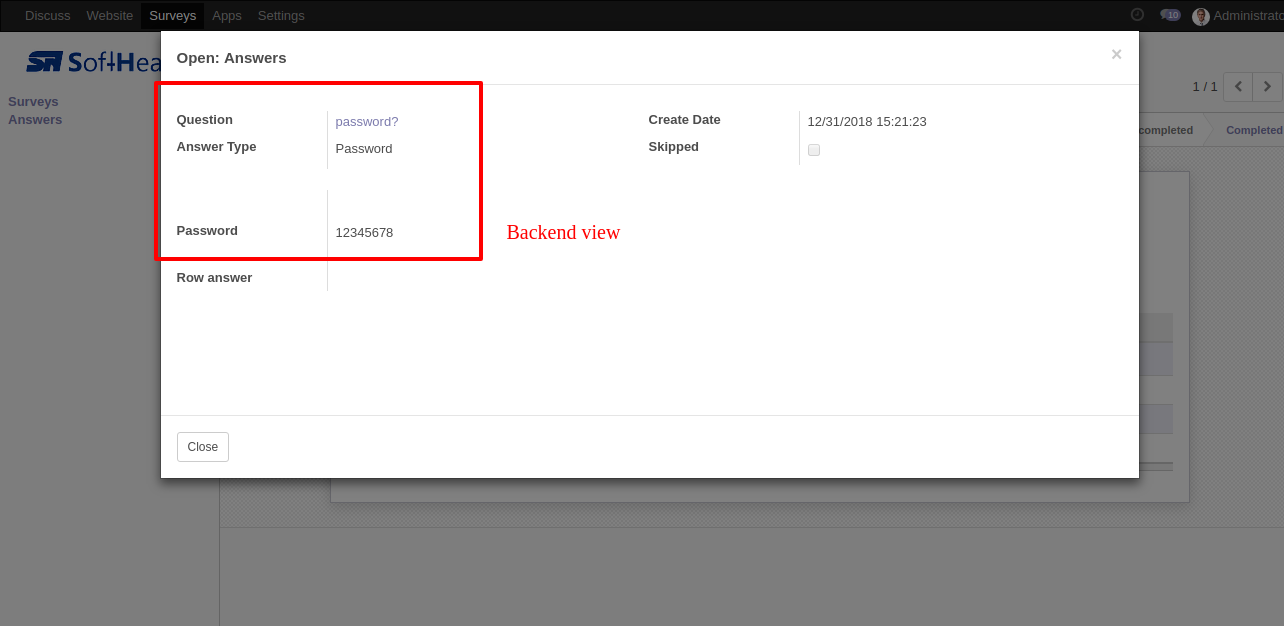 Discuss Website Surveys Apps Settings 10 Administrato
SoftHea
Open: Answers ×
1 / 1
Surveys
Answers
Question password? Create Date 12/31/2018 15:21:23
Answer Type Password Skipped
completed Completed
Password 12345678
Backend view
Row answer
Close